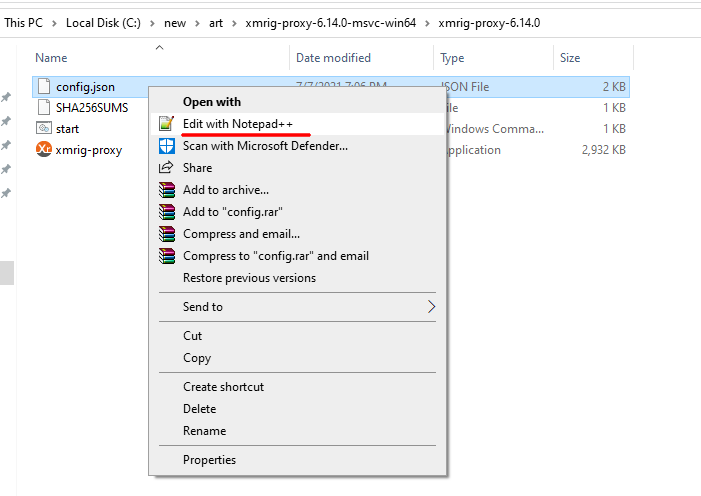 This PC > Local Disk (C:) > new > art > xmrig-proxy-6.14.0-msvc-win64 > xmrig-proxy-6.14.0
Name Date modified Type Size
config.json 7/7/2021 7:06 PM JSON File 2 KB
SHA256SUMS File 1 KB
start Windows Comma... 1 KB
Xr xmrig-proxy Application 2,932 KB
Open with
Edit with Notepad++
Scan with Microsoft Defender...
Share
Add to archive...
Add to "config.rar"
Compress and email...
Compress to "config.rar" and email
Restore previous versions
Send to
Cut
Copy
Create shortcut
Delete
Rename
Properties